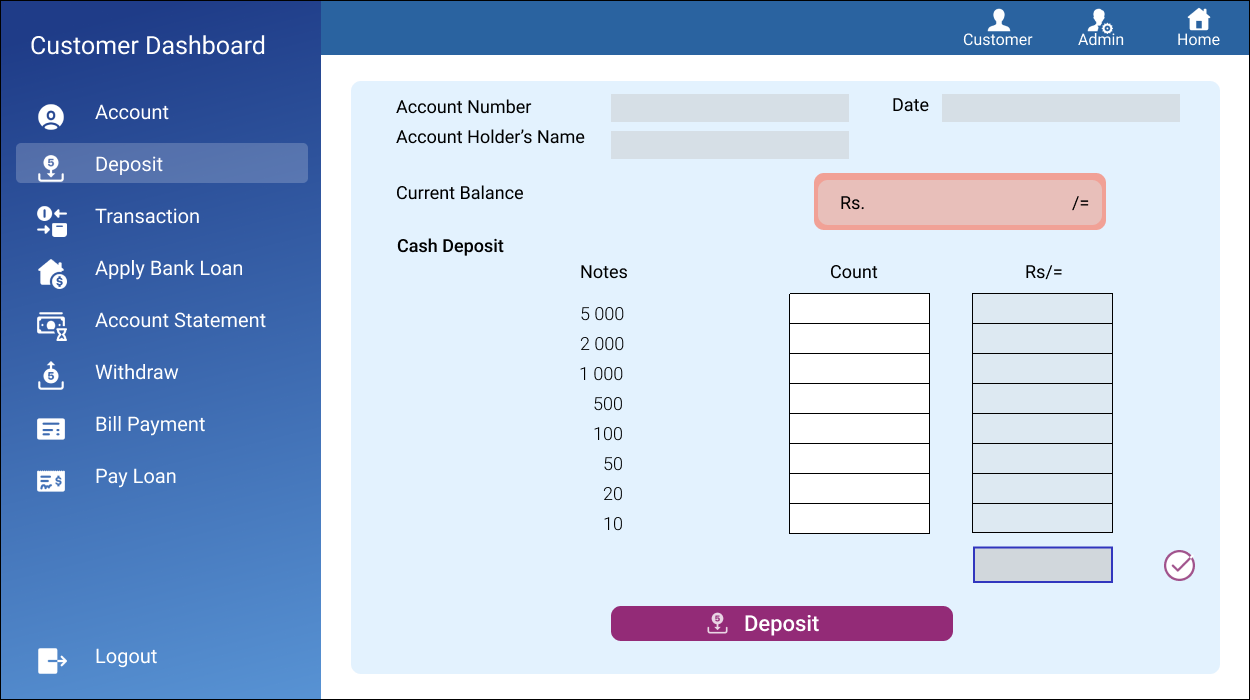 Customer Dashboard
Account
Deposit
Transaction
Apply Bank Loan
Account Statement
Withdraw
Bill Payment
Pay Loan
Logout
Customer
Admin
Home
Account Number
Date
Account Holder’s Name
Current Balance
Rs. /=
Cash Deposit
Notes Count Rs/=
5 000
2 000
1 000
500
100
50
20
10
Deposit